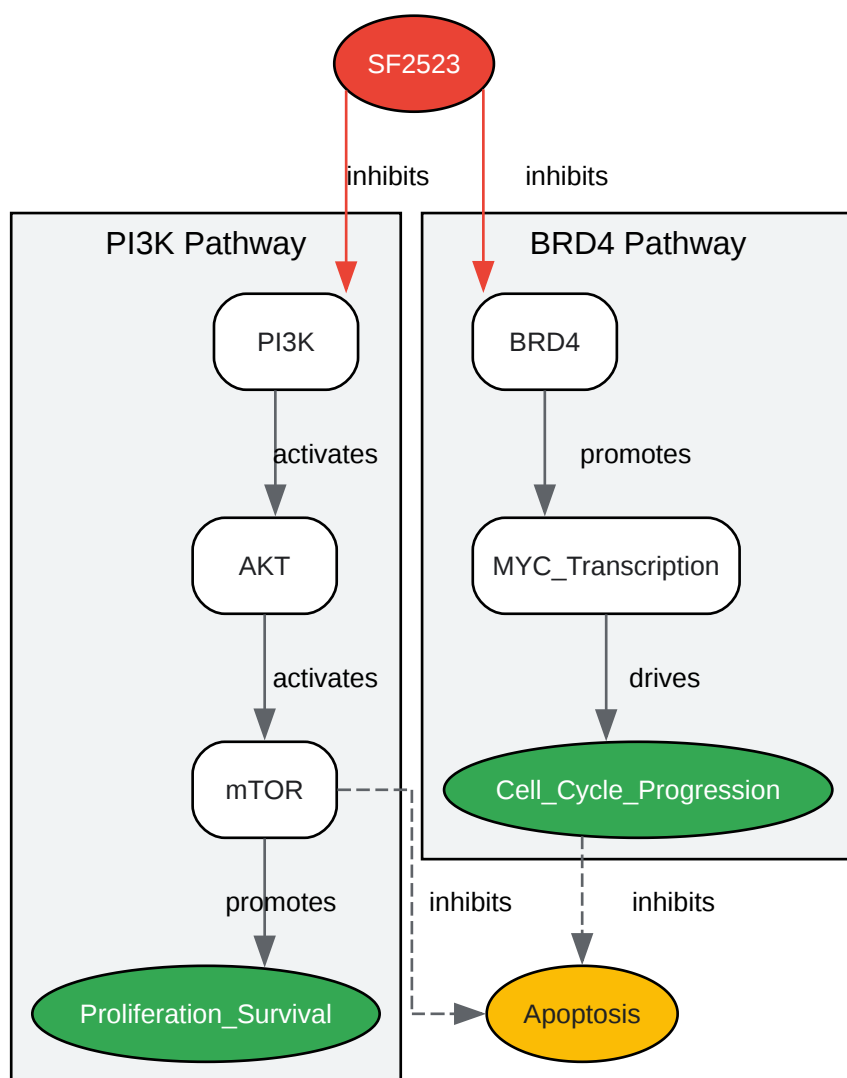 SF2523
inhibits
inhibits
PI3K Pathway
BRD4 Pathway
PI3K
BRD4
activates
promotes
AKT
MYC_Transcription
activates
drives
mTOR
Cell_Cycle_Progression
promotes
inhibits
inhibits
Proliferation_Survival
Apoptosis